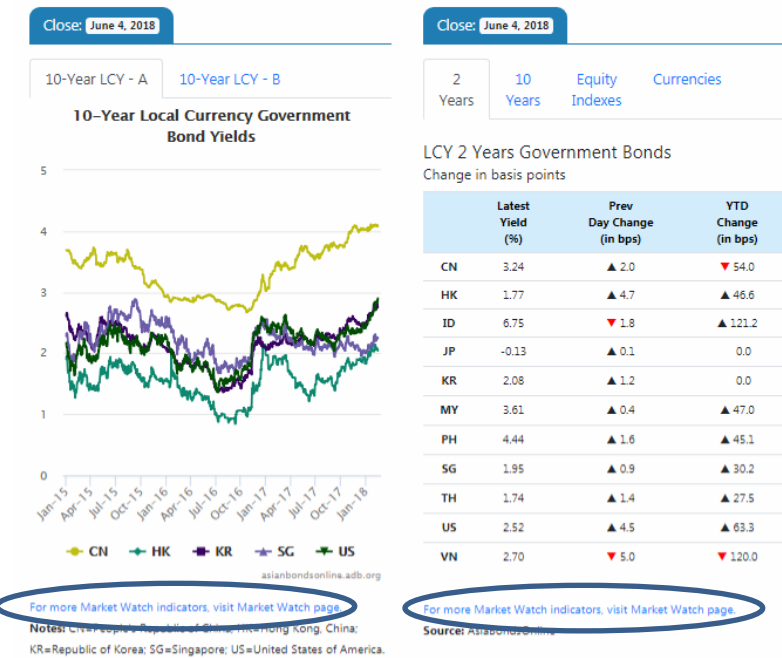 Close: June 4, 2018
10-Year LCY - A 10-Year LCY - B
10-Year Local Currency Government
Bond Yields
5
4
3
2
1
0
Jan-15 Apr-15 Jul-15 Oct-15 Jan-16 Apr-16 Jul-16 Oct-16 Jan-17 Apr-17 Jul-17 Oct-17 Jan-18
CN HK KR SG US
asianbondsonline.adb.org
For more Market Watch indicators, visit Market Watch page.
Notes: CN=People's Republic of China; HK=Hong Kong, China;
KR=Republic of Korea; SG=Singapore; US=United States of America.
Close: June 4, 2018
2 Years 10 Years Equity Indexes Currencies
LCY 2 Years Government Bonds
Change in basis points
Latest Yield (%) Prev Day Change (in bps) YTD Change (in bps)
CN 3.24 ▲ 2.0 ▼ 54.0
HK 1.77 ▲ 4.7 ▲ 46.6
ID 6.75 ▼ 1.8 ▲ 121.2
JP -0.13 ▲ 0.1 0.0
KR 2.08 ▲ 1.2 0.0
MY 3.61 ▲ 0.4 ▲ 47.0
PH 4.44 ▲ 1.6 ▲ 45.1
SG 1.95 ▲ 0.9 ▲ 30.2
TH 1.74 ▲ 1.4 ▲ 27.5
US 2.52 ▲ 4.5 ▲ 63.3
VN 2.70 ▼ 5.0 ▼ 120.0
For more Market Watch indicators, visit Market Watch page.
Source: AsianBondsOnline